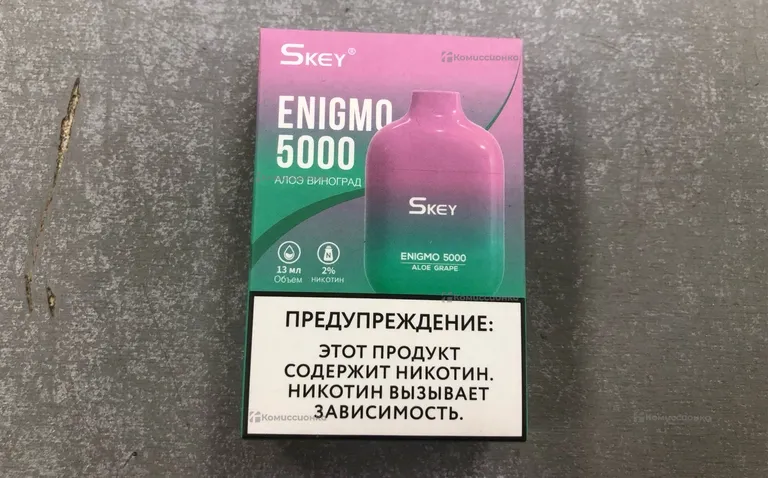 SKEY®
Комиссионка
ENIGMO
5000
АЛОЭ ВИНОГРАД
SKEY
ENIGMO 5000
ALOE GRAPE
N
13 мл
Объем
2%
никотин
Комиссионка
ПРЕДУПРЕЖДЕНИЕ:
ЭТОТ ПРОДУКТ
СОДЕРЖИТ НИКОТИН.
НИКОТИН ВЫЗЫВАЕТ
ЗАВИСИМОСТЬ.
Комиссионка
Комиссионка